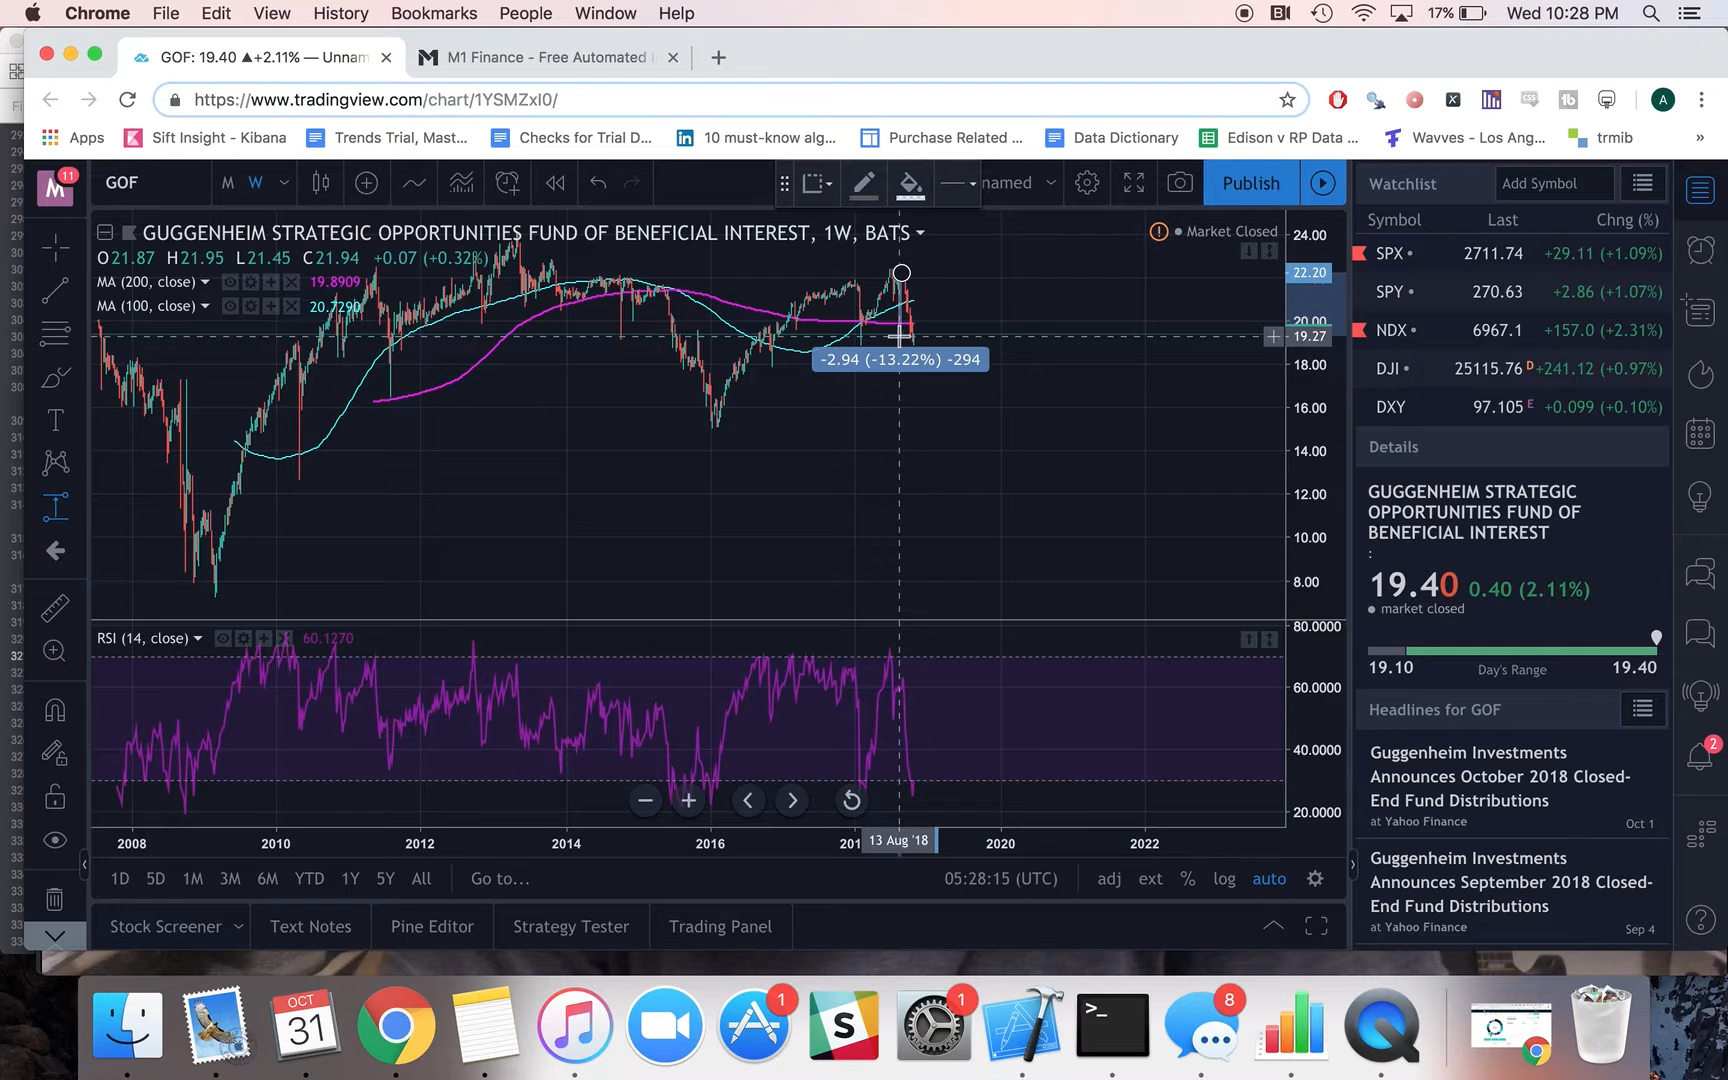 Chrome File Edit View History Bookmarks People Window Help 17% Wed 10:28 PM
GOF: 19.40 ▲+2.11% — Unnam M1 Finance - Free Automated
https://www.tradingview.com/chart/1YSMZxI0/
Apps Sift Insight - Kibana Trends Trial, Mast... Checks for Trial D... 10 must-know alg... Purchase Related ... Data Dictionary Edison v RP Data ... Wavves - Los Ang... trmib »
11
GOF M W named Publish
Watchlist Add Symbol
Symbol Last Chng (%)
GUGGENHEIM STRATEGIC OPPORTUNITIES FUND OF BENEFICIAL INTEREST, 1W, BATS
Market Closed
O21.87 H21.95 L21.45 C21.94 +0.07 (+0.32%)
MA (200, close) 19.8909
MA (100, close) 20.7290
-2.94 (-13.22%) -294
24.00
22.20
20.00
19.27
18.00
16.00
14.00
12.00
10.00
8.00
RSI (14, close) 60.1270
80.0000
60.0000
40.0000
20.0000
2008 2010 2012 2014 2016 201 13 Aug '18 2020 2022
1D 5D 1M 3M 6M YTD 1Y 5Y All Go to... 05:28:15 (UTC) adj ext % log auto
Stock Screener Text Notes Pine Editor Strategy Tester Trading Panel
SPX 2711.74 +29.11 (+1.09%)
SPY 270.63 +2.86 (+1.07%)
NDX 6967.1 +157.0 (+2.31%)
DJI 25115.76 D +241.12 (+0.97%)
DXY 97.105 E +0.099 (+0.10%)
Details
GUGGENHEIM STRATEGIC
OPPORTUNITIES FUND OF
BENEFICIAL INTEREST
:
19.40 0.40 (2.11%)
market closed
19.10 Day's Range 19.40
Headlines for GOF
Guggenheim Investments
Announces October 2018 Closed-
End Fund Distributions
at Yahoo Finance Oct 1
Guggenheim Investments
Announces September 2018 Closed-
End Fund Distributions
at Yahoo Finance Sep 4
2
OCT
31
1
S
1
8